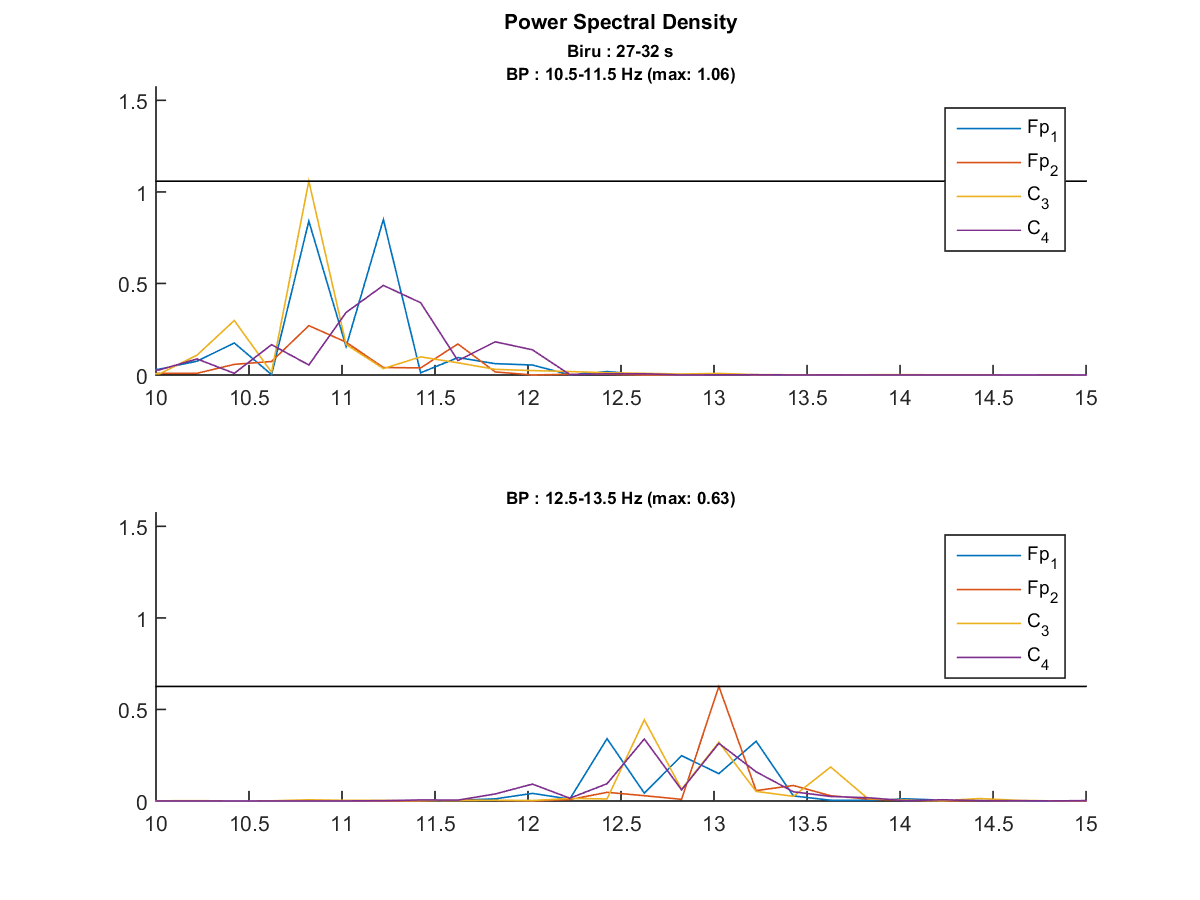 Power Spectral Density
Biru : 27-32 s
BP : 10.5-11.5 Hz (max: 1.06)
1.5
1
0.5
0
Fp1
Fp2
C3
C4
10 10.5 11 11.5 12 12.5 13 13.5 14 14.5 15
BP : 12.5-13.5 Hz (max: 0.63)
1.5
1
0.5
0
Fp1
Fp2
C3
C4
10 10.5 11 11.5 12 12.5 13 13.5 14 14.5 15